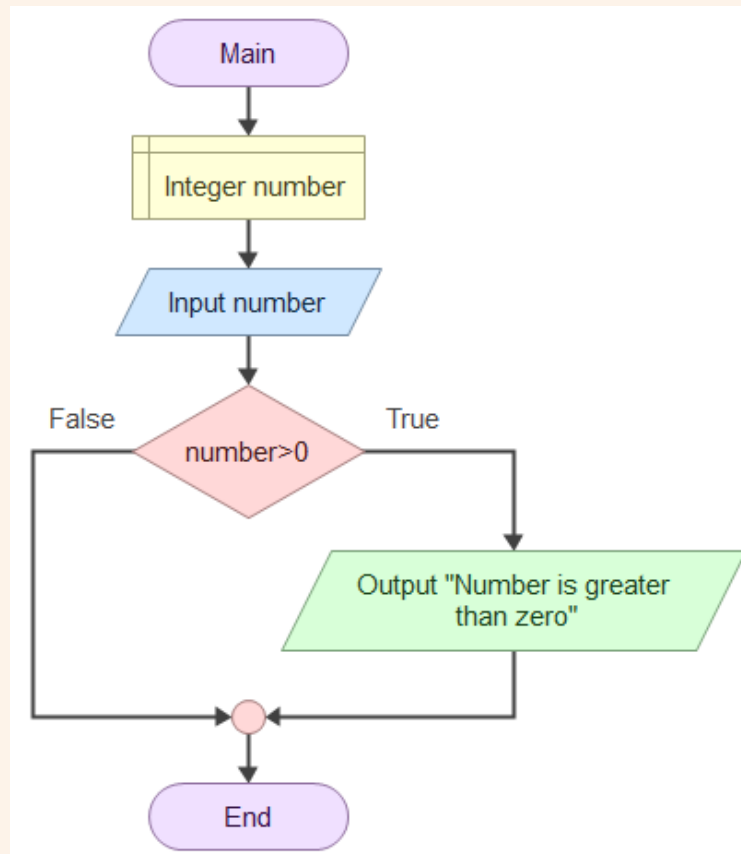 Main
Integer number
Input number
False
True
number>0
Output "Number is greater
than zero"
End